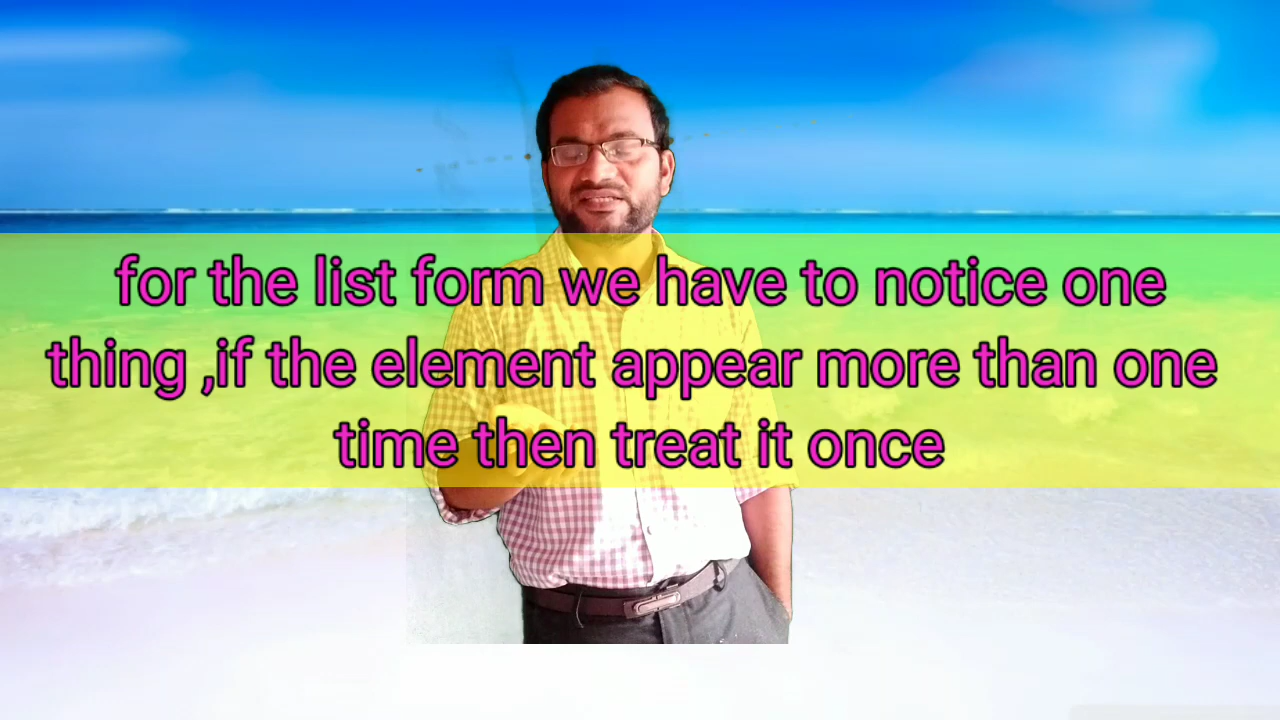 for the list form we have to notice one
thing ,if the element appear more than one
time then treat it once